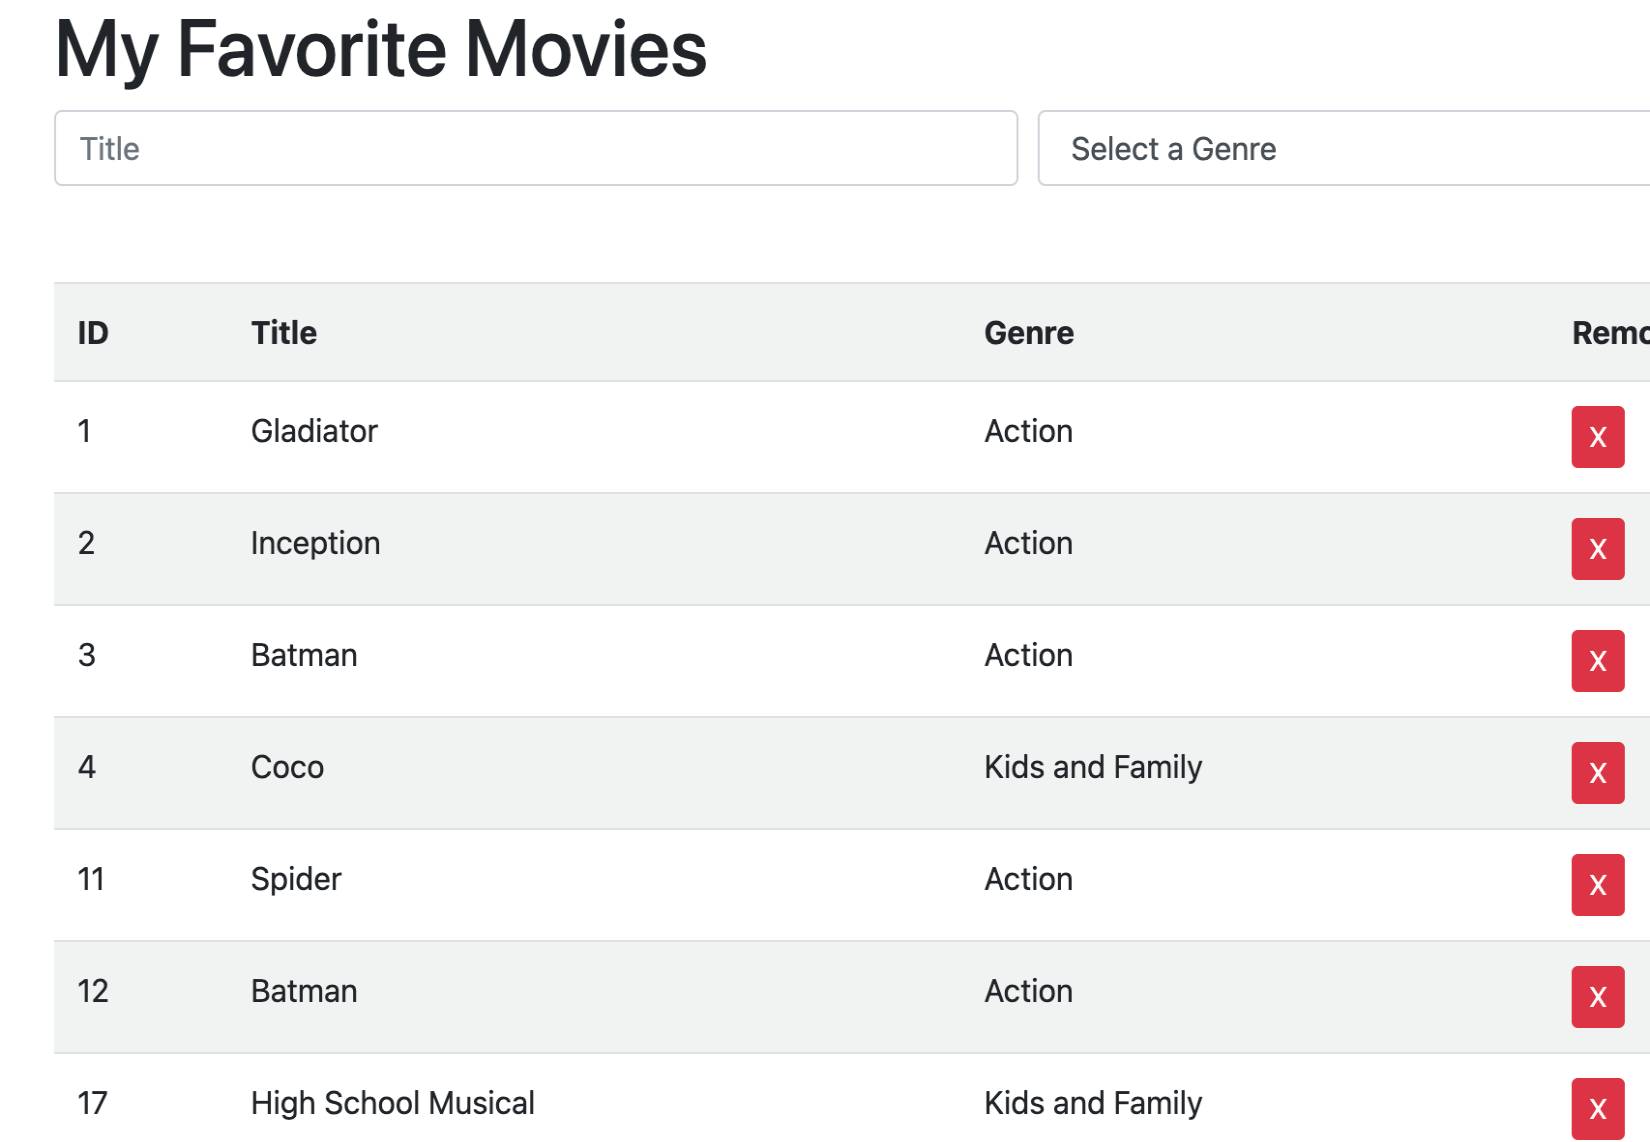 My Favorite Movies
Title Select a Genre
ID Title Genre Remo
1 Gladiator Action X
2 Inception Action X
3 Batman Action X
4 Coco Kids and Family X
11 Spider Action X
12 Batman Action X
17 High School Musical Kids and Family X